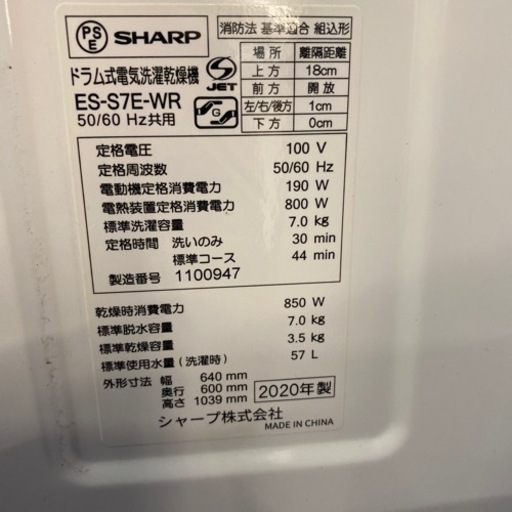 PS
E
SHARP
ドラム式電気洗濯乾燥機
ES-S7E-WR
50/60 Hz共用
S
JET
G
消防法 基準適合 組込形
場所 離隔距離
上方 18cm
前方 開放
左/右/後方 1cm
下方 0cm
定格電圧 100 V
定格周波数 50/60 Hz
電動機定格消費電力 190 W
電熱装置定格消費電力 800 W
標準洗濯容量 7.0 kg
定格時間 洗いのみ 30 min
標準コース 44 min
製造番号 1100947
乾燥時消費電力 850 W
標準脱水容量 7.0 kg
標準乾燥容量 3.5 kg
標準使用水量(洗濯時) 57 L
外形寸法 幅 640 mm
奥行 600 mm
高さ 1039 mm
2020年製
シャープ株式会社
MADE IN CHINA